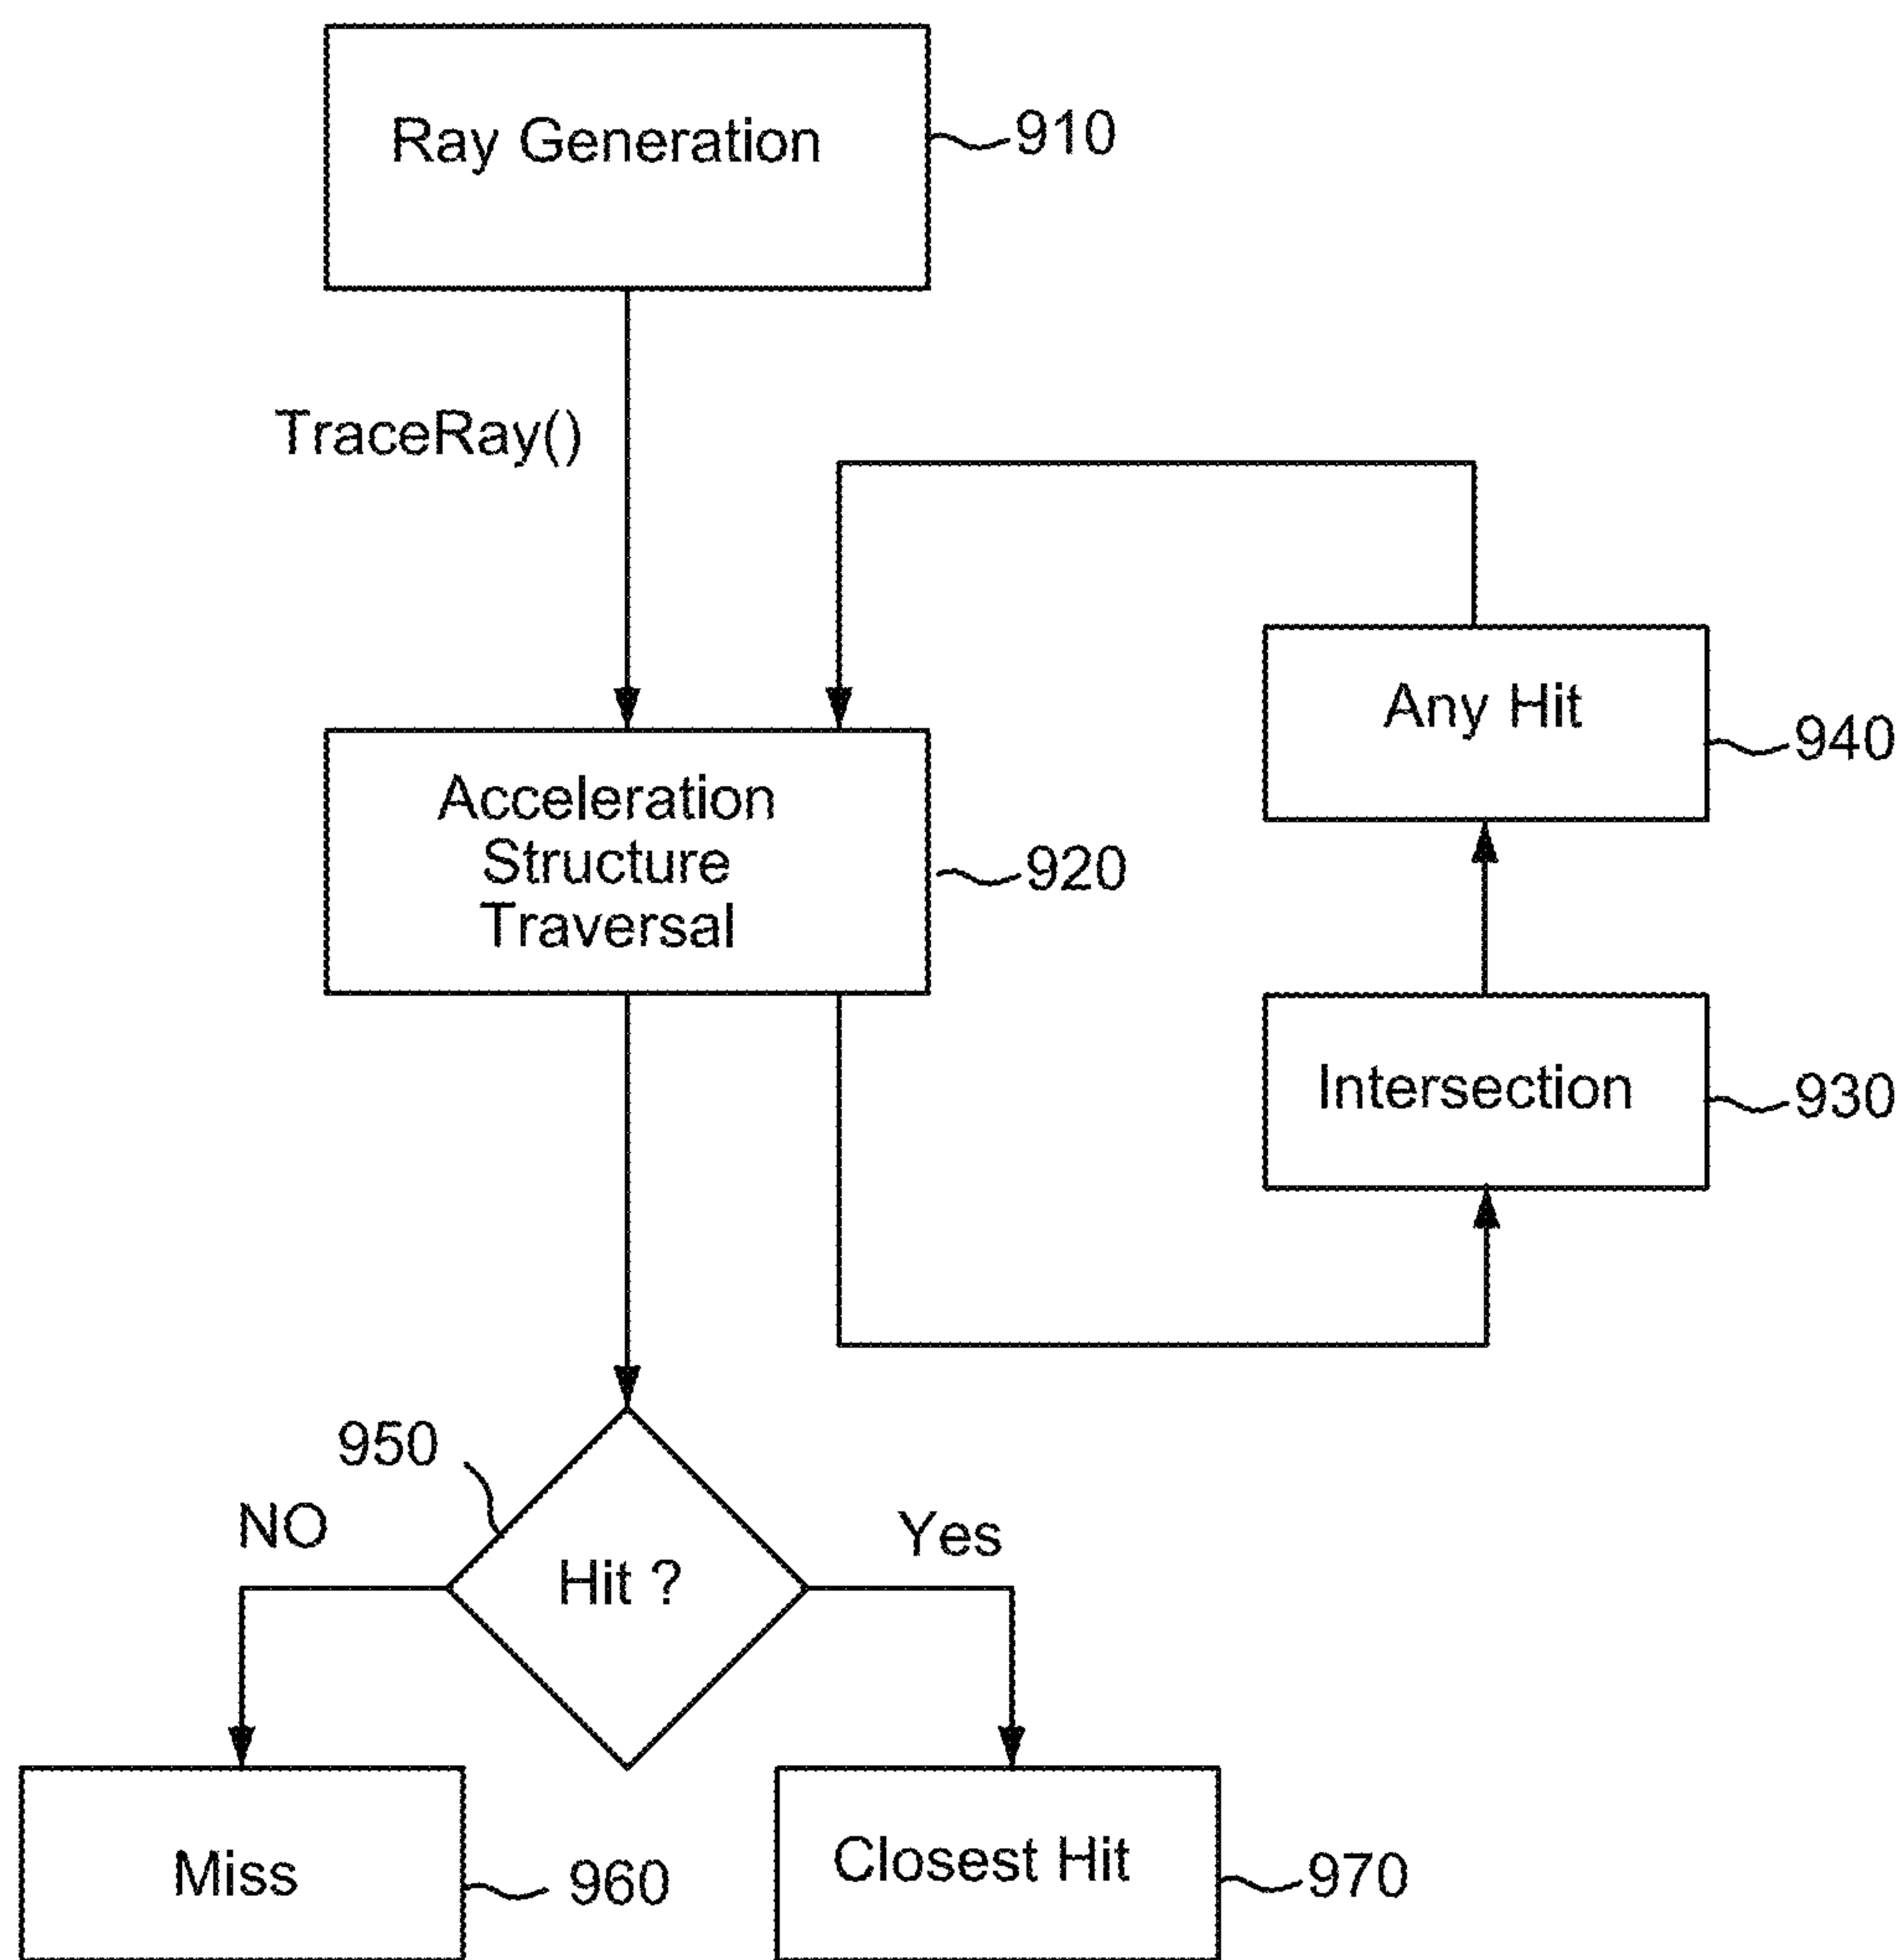 Ray Generation
910
TraceRay()
Any Hit
940
Acceleration
Structure
Traversal
920
Intersection
930
950
NO
Yes
Hit ?
Miss
960
Closest Hit
970